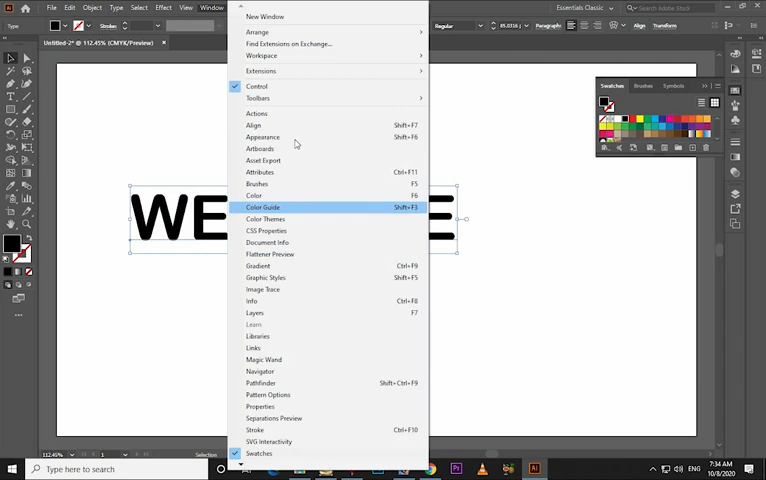 Ai File Edit Object Type Select Effect View Window
Essentials Classic
Search Adobe Stock
Type
Stroke:
Regular
Paragraph:
Align
Transform
Untitled-2* @ 112.45% (CMYK/Preview)
New Window
Arrange
Find Extensions on Exchange...
Workspace
Extensions
Control
Toolbars
Actions
Align Shift+F7
Appearance Shift+F6
Artboards
Asset Export
Attributes Ctrl+F11
Brushes F5
Color F6
Color Guide Shift+F3
Color Themes
CSS Properties
Document Info
Flattener Preview
Gradient Ctrl+F9
Graphic Styles Shift+F5
Image Trace
Info Ctrl+F8
Layers F7
Learn
Libraries
Links
Magic Wand
Navigator
Pathfinder Shift+Ctrl+F9
Pattern Options
Properties
Separations Preview
Stroke Ctrl+F10
SVG Interactivity
Swatches
Swatches Brushes Symbols
WE
E
112.45%
1
Selection
Type here to search
Pr
Ai
ENG
7:34 AM
10/8/2020